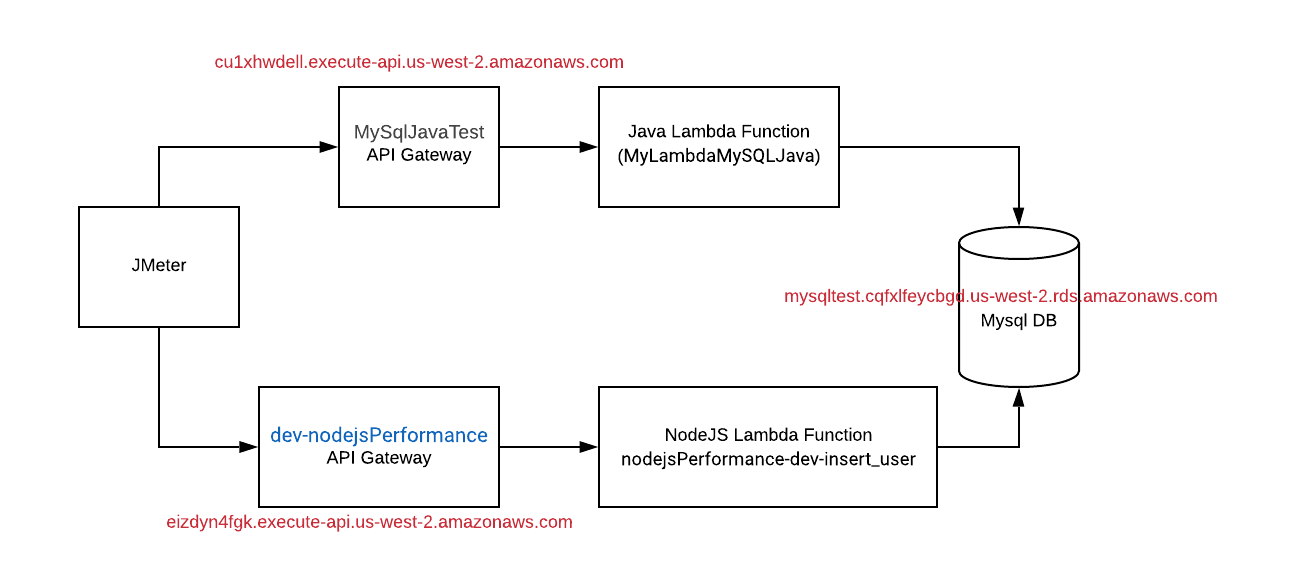 cu1xhwdell.execute-api.us-west-2.amazonaws.com
MySqlJavaTest
API Gateway
Java Lambda Function
(MyLambdaMySQLJava)
JMeter
mysqltest.cqfxlfeycbgd.us-west-2.rds.amazonaws.com
Mysql DB
dev-nodejsPerformance
API Gateway
NodeJS Lambda Function
nodejsPerformance-dev-insert_user
eizdyn4fgk.execute-api.us-west-2.amazonaws.com